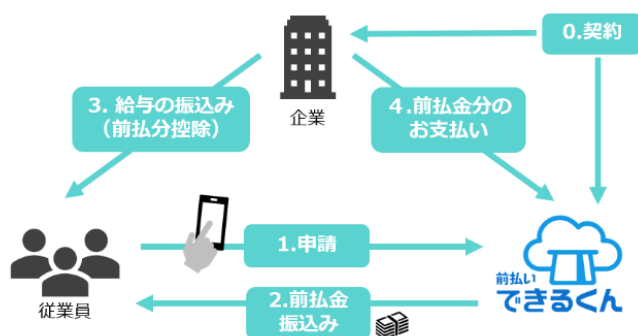 0.契約
企業
3. 給与の振込み
（前払分控除）
４.前払金分の
お支払い
1.申請
従業員
前払い
できるくん
2.前払金
振込み